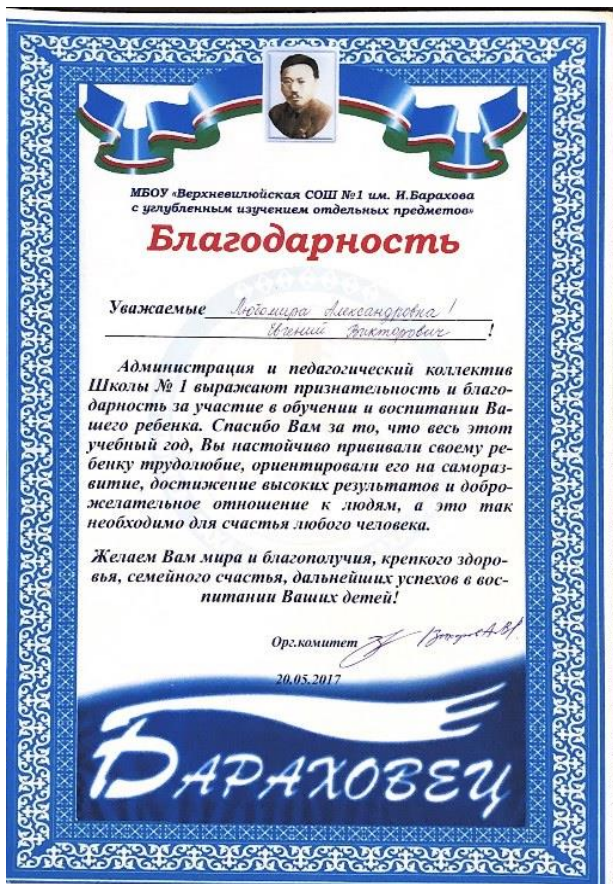 МБОУ «Верхневилюйская СОШ №1 им. И.Барахова
с углубленным изучением отдельных предметов»
Благодарность
Уважаемые Любомира Александровна!
Евгений Викторович !
Администрация и педагогический коллектив
Школы № 1 выражают признательность и благо-
дарность за участие в обучении и воспитании Ва-
шего ребенка. Спасибо Вам за то, что весь этот
учебный год, Вы настойчиво прививали своему ре-
бенку трудолюбие, ориентировали его на самораз-
витие, достижение высоких результатов и добро-
желательное отношение к людям, а это так
необходимо для счастья любого человека.
Желаем Вам мира и благополучия, крепкого здоро-
вья, семейного счастья, дальнейших успехов в вос-
питании Ваших детей!
Орг.комитет
20.05.2017
БАРАХОВЕЦ